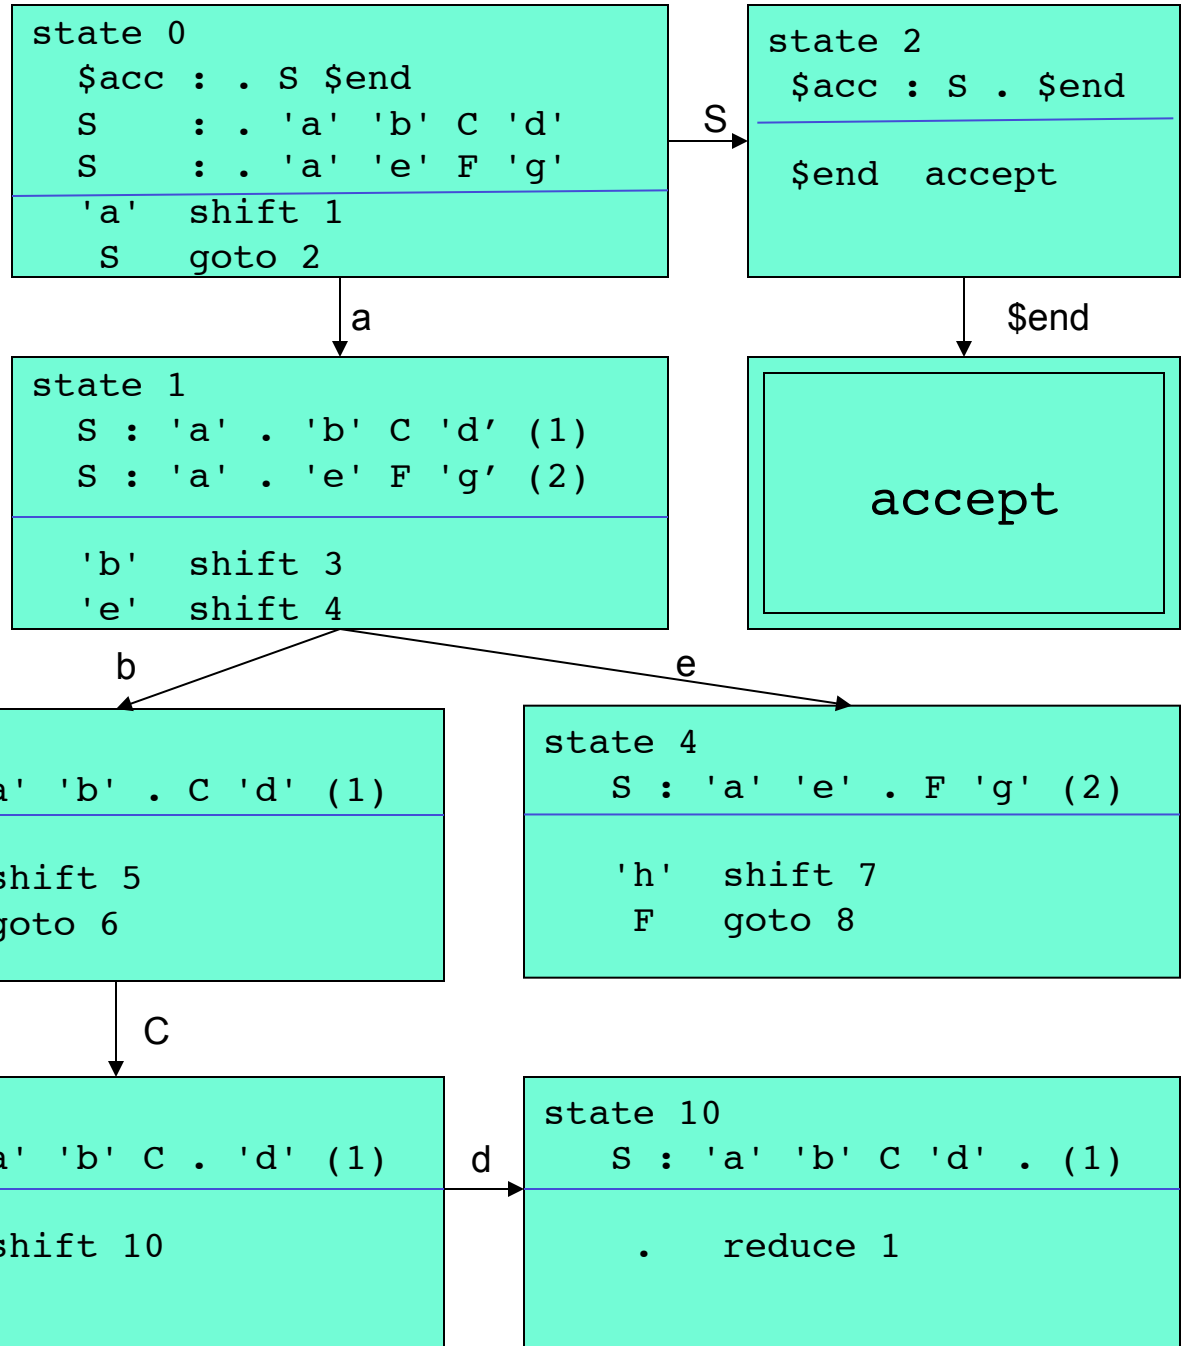 state 0
$acc : . S $end
S : . 'a' 'b' C 'd'
S : . 'a' 'e' F 'g'
'a' shift 1
S goto 2
S
state 2
$acc : S . $end
$end accept
a
$end
state 1
S : 'a' . 'b' C 'd’ (1)
S : 'a' . 'e' F 'g’ (2)
'b' shift 3
'e' shift 4
accept
b
e
a' 'b' . C 'd' (1)
shift 5
goto 6
state 4
S : 'a' 'e' . F 'g' (2)
'h' shift 7
F goto 8
C
a' 'b' C . 'd' (1)
shift 10
d
state 10
S : 'a' 'b' C 'd' . (1)
. reduce 1